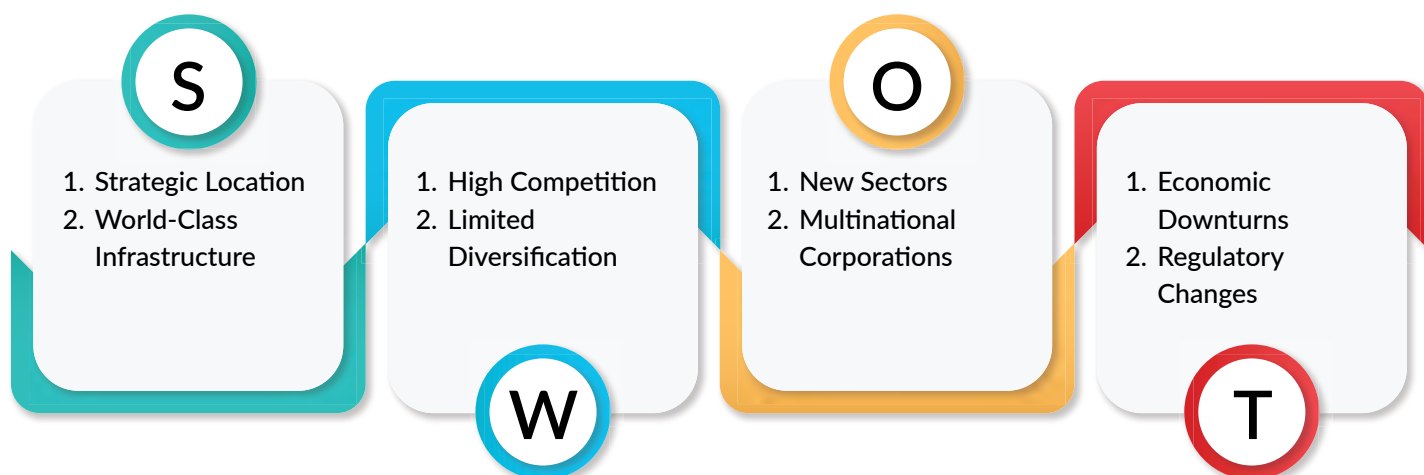 S
1. Strategic Location
2. World-Class
Infrastructure
W
1. High Competition
2. Limited
Diversification
O
1. New Sectors
2. Multinational
Corporations
T
1. Economic
Downturns
2. Regulatory
Changes